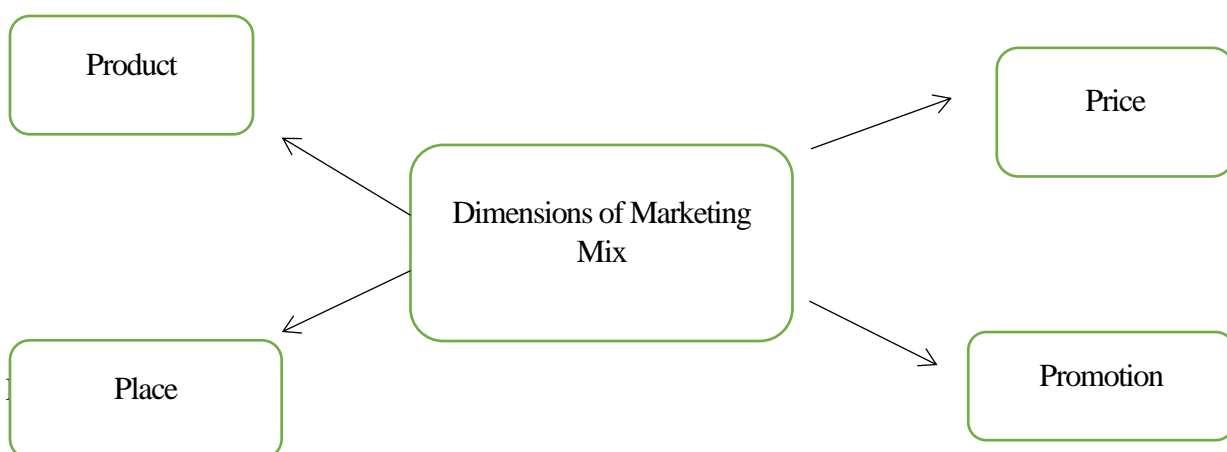 Product
Price
Dimensions of Marketing
Mix
Place
Promotion